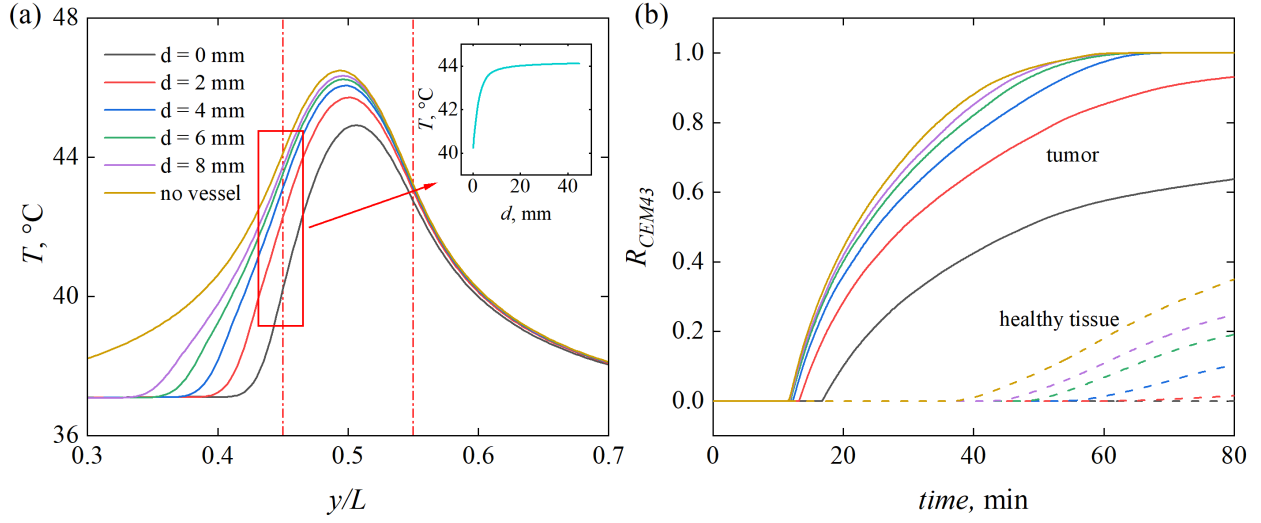 (a)
48
44
40
36
T, °C
d = 0 mm
d = 2 mm
d = 4 mm
d = 6 mm
d = 8 mm
no vessel
44
42
40
T, °C
0 20 40
d, mm
0.3 0.4 0.5 0.6 0.7
y/L
(b)
1.0
0.8
0.6
0.4
0.2
0.0
R_CEM43
tumor
healthy tissue
0 20 40 60 80
time, min